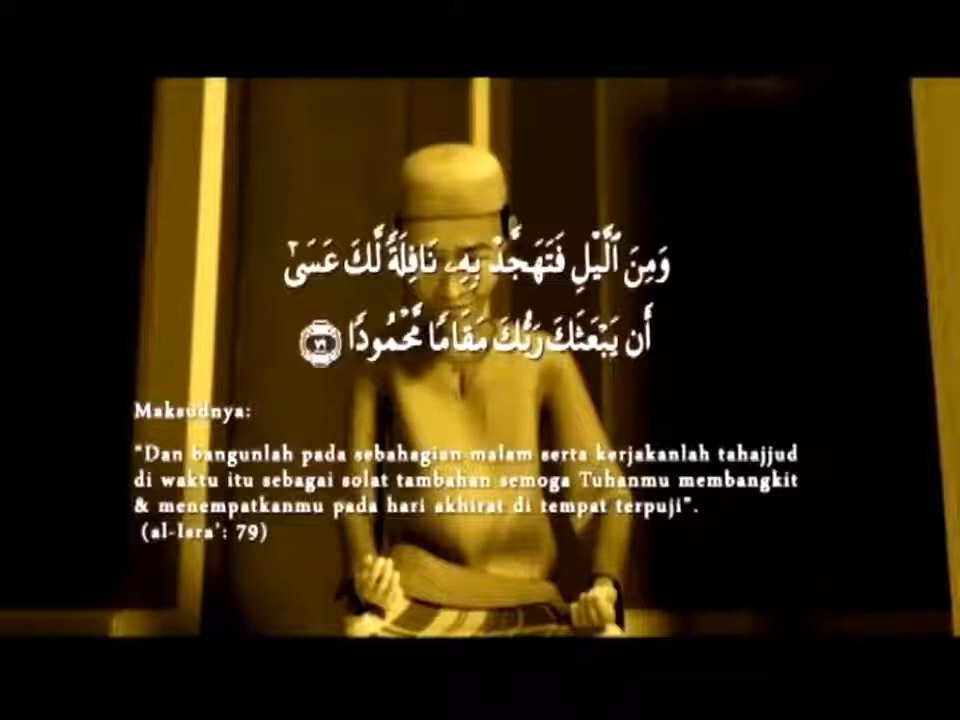 وَمِنَ ٱلَّيْلِ فَتَهَجَّدْ بِهِۦ نَافِلَةً لَّكَ عَسَىٰٓ
أَن يَبْعَثَكَ رَبُّكَ مَقَامًا مَّحْمُودًا ٧٩
Maksudnya:
"Dan bangunlah pada sebahagian malam serta kerjakanlah tahajjud
di waktu itu sebagai solat tambahan semoga Tuhanmu membangkit
& menempatkanmu pada hari akhirat di tempat terpuji".
(al-Isra': 79)